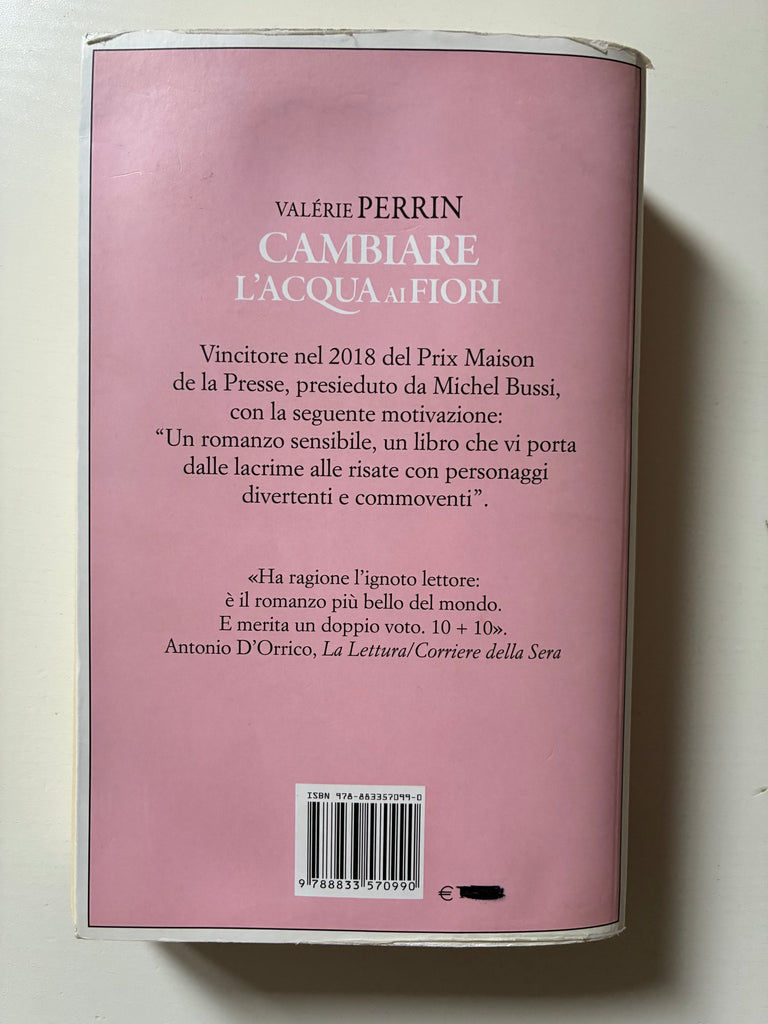 VALÉRIE PERRIN
CAMBIARE
L'ACQUA AI FIORI
Vincitore nel 2018 del Prix Maison
de la Presse, presieduto da Michel Bussi,
con la seguente motivazione:
“Un romanzo sensibile, un libro che vi porta
dalle lacrime alle risate con personaggi
divertenti e commoventi”.
«Ha ragione l'ignoto lettore:
è il romanzo più bello del mondo.
E merita un doppio voto. 10 + 10».
Antonio D'Orrico, La Lettura/Corriere della Sera
ISBN 978-883357099-0
9 788833 570990
€